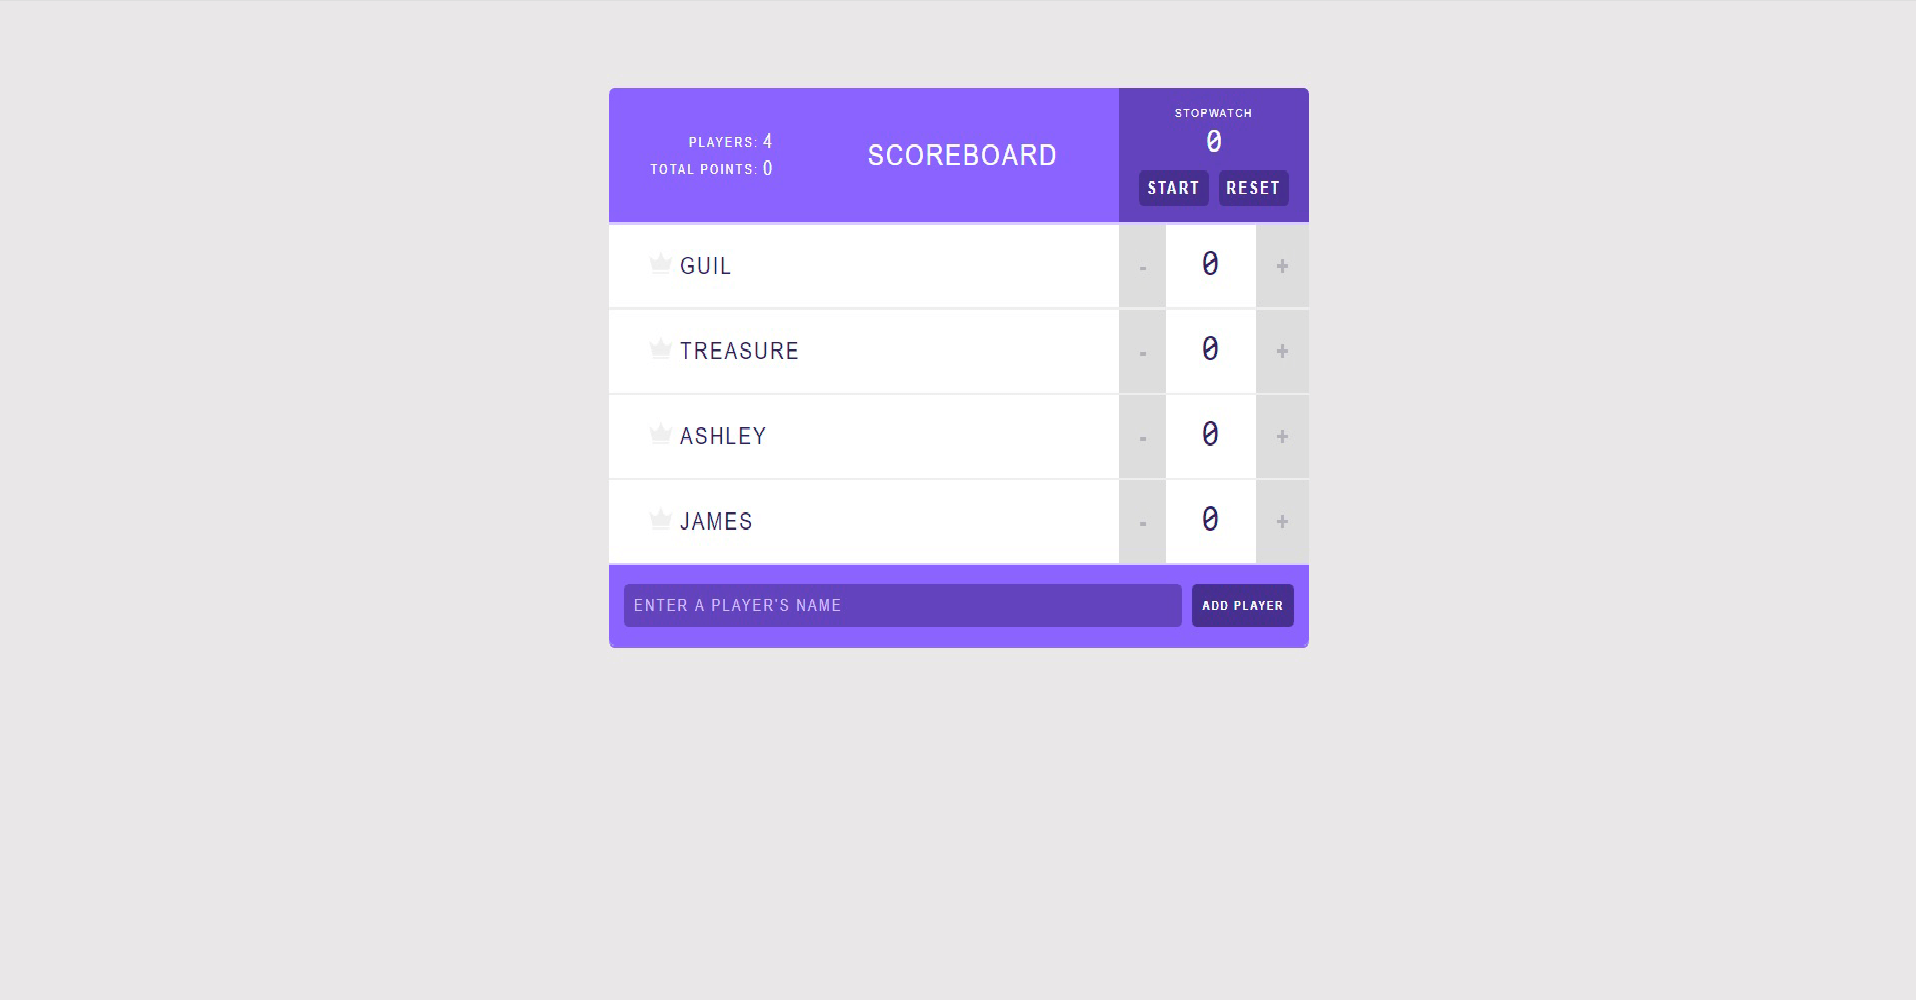 PLAYERS: 4
TOTAL POINTS: 0
SCOREBOARD
STOPWATCH
0
START RESET
GUIL - 0 +
TREASURE - 0 +
ASHLEY - 0 +
JAMES - 0 +
ENTER A PLAYER'S NAME ADD PLAYER